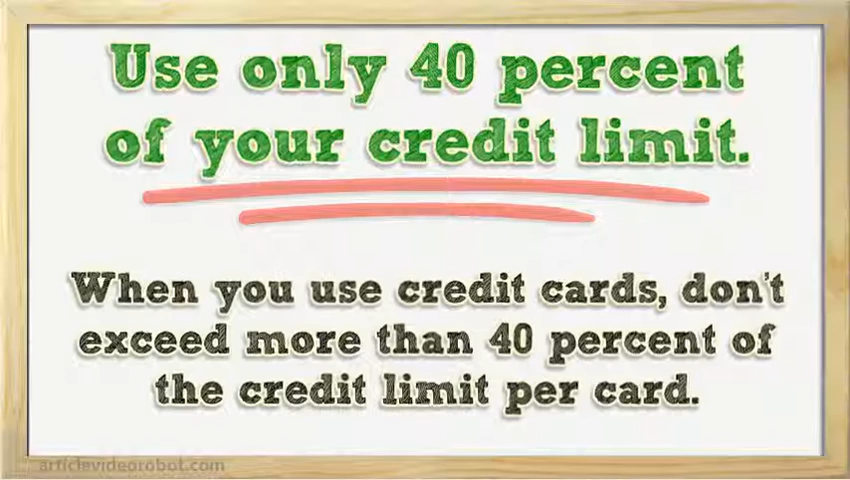 Use only 40 percent
of your credit limit.
When you use credit cards, don't
exceed more than 40 percent of
the credit limit per card.
articlevideorobot.com